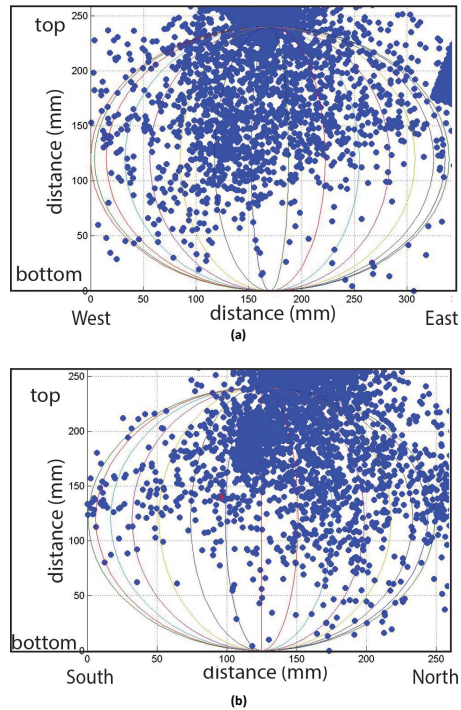 top
250
200
150
100
50
0
distance (mm)
bottom
0 50 100 150 200 250 300
West distance (mm) East
(a)
top
250
200
150
100
50
0
distance (mm)
bottom
0 50 100 150 200 250
South distance (mm) North
(b)